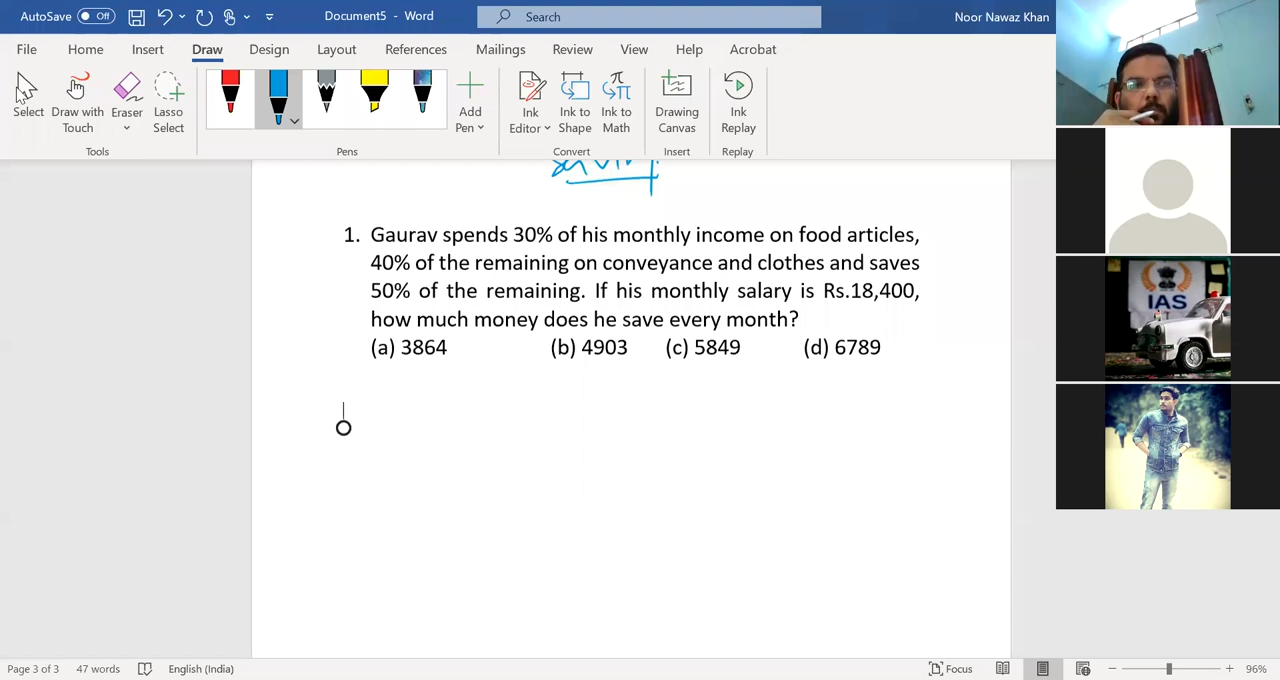 AutoSave Off Document5 - Word Search Noor Nawaz Khan
File Home Insert Draw Design Layout References Mailings Review View Help Acrobat
Select Draw with Touch Eraser Lasso Select Add Pen Ink Editor Ink to Shape Ink to Math Drawing Canvas Ink Replay
Tools Pens Convert Insert Replay
1. Gaurav spends 30% of his monthly income on food articles,
40% of the remaining on conveyance and clothes and saves
50% of the remaining. If his monthly salary is Rs.18,400,
how much money does he save every month?
(a) 3864 (b) 4903 (c) 5849 (d) 6789
IAS
Page 3 of 3 47 words English (India) Focus 96%